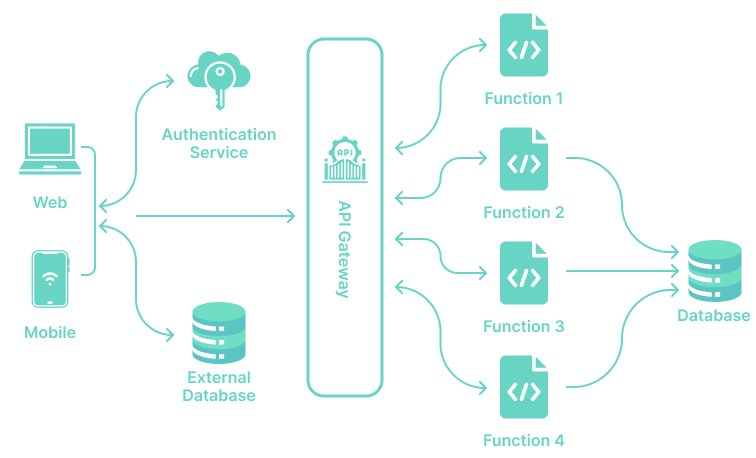 Web
Mobile
Authentication
Service
External
Database
API
API Gateway
</>
Function 1
</>
Function 2
</>
Function 3
</>
Function 4
Database